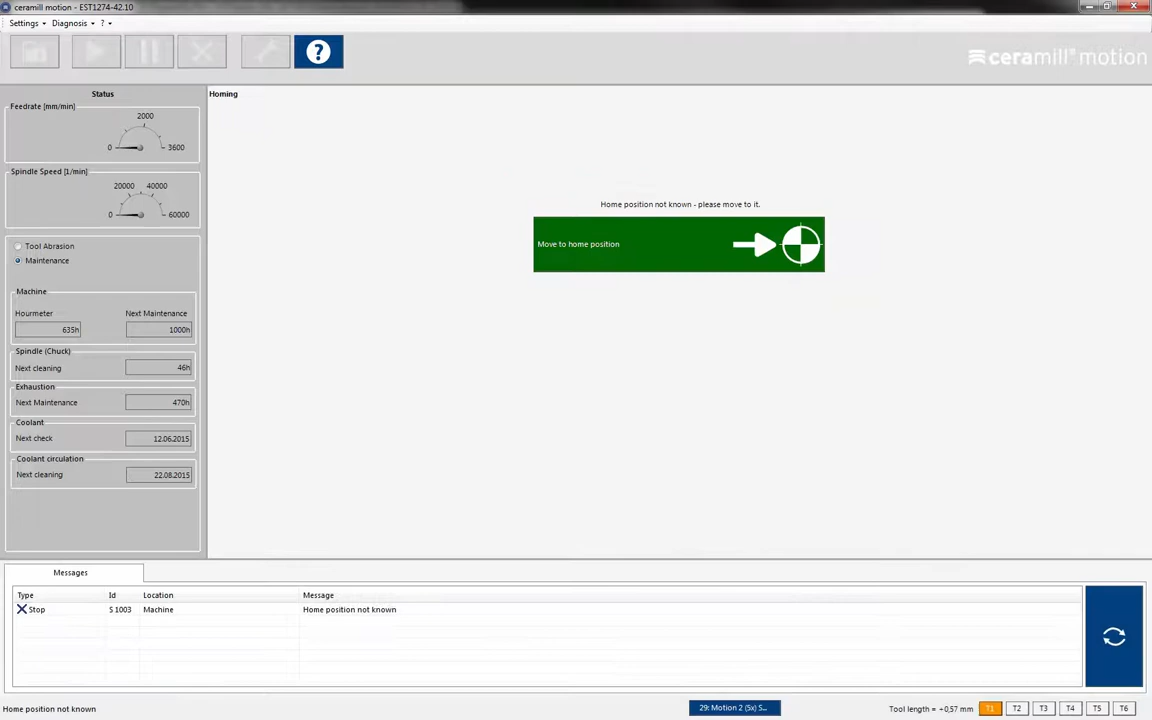 ceramill motion - EST1274-42.10
Settings Diagnosis ?
?
ceramill® motion
Status
Homing
Feedrate [mm/min]
2000
0 3600
Spindle Speed [1/min]
20000 40000
0 60000
Home position not known - please move to it.
Move to home position
Tool Abrasion
Maintenance
Machine
Hourmeter Next Maintenance
635h 1000h
Spindle (Chuck)
Next cleaning 46h
Exhaustion
Next Maintenance 470h
Coolant
Next check 12.06.2015
Coolant circulation
Next cleaning 22.08.2015
Messages
Type Id Location Message
Stop S 1003 Machine Home position not known
Home position not known
29: Motion 2 (5x) S...
Tool length = +0,57 mm T1 T2 T3 T4 T5 T6